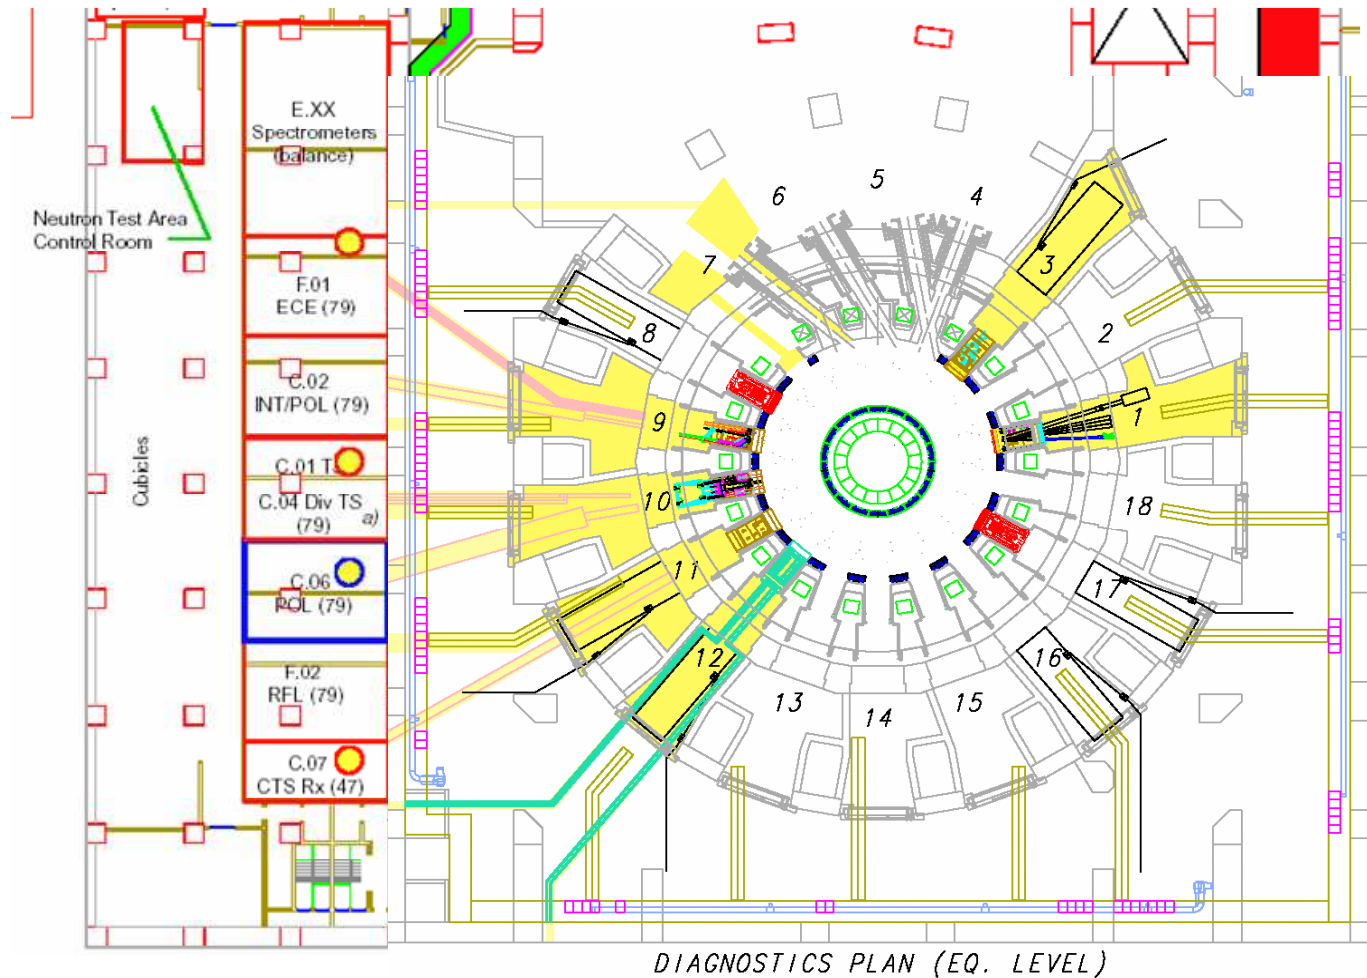 E.XX
Spectrometers
(balance)
Neutron Test Area
Control Room
F.01
ECE (79)
C.02
INT/POL (79)
C.01 T
C.04 Div TS
(79)
a)
C.06
POL (79)
F.02
RFL (79)
C.07
CTS Rx (47)
Cubicles
6
5
4
7
3
8
2
9
1
10
18
11
17
12
16
13
14
15
DIAGNOSTICS PLAN (EQ. LEVEL)